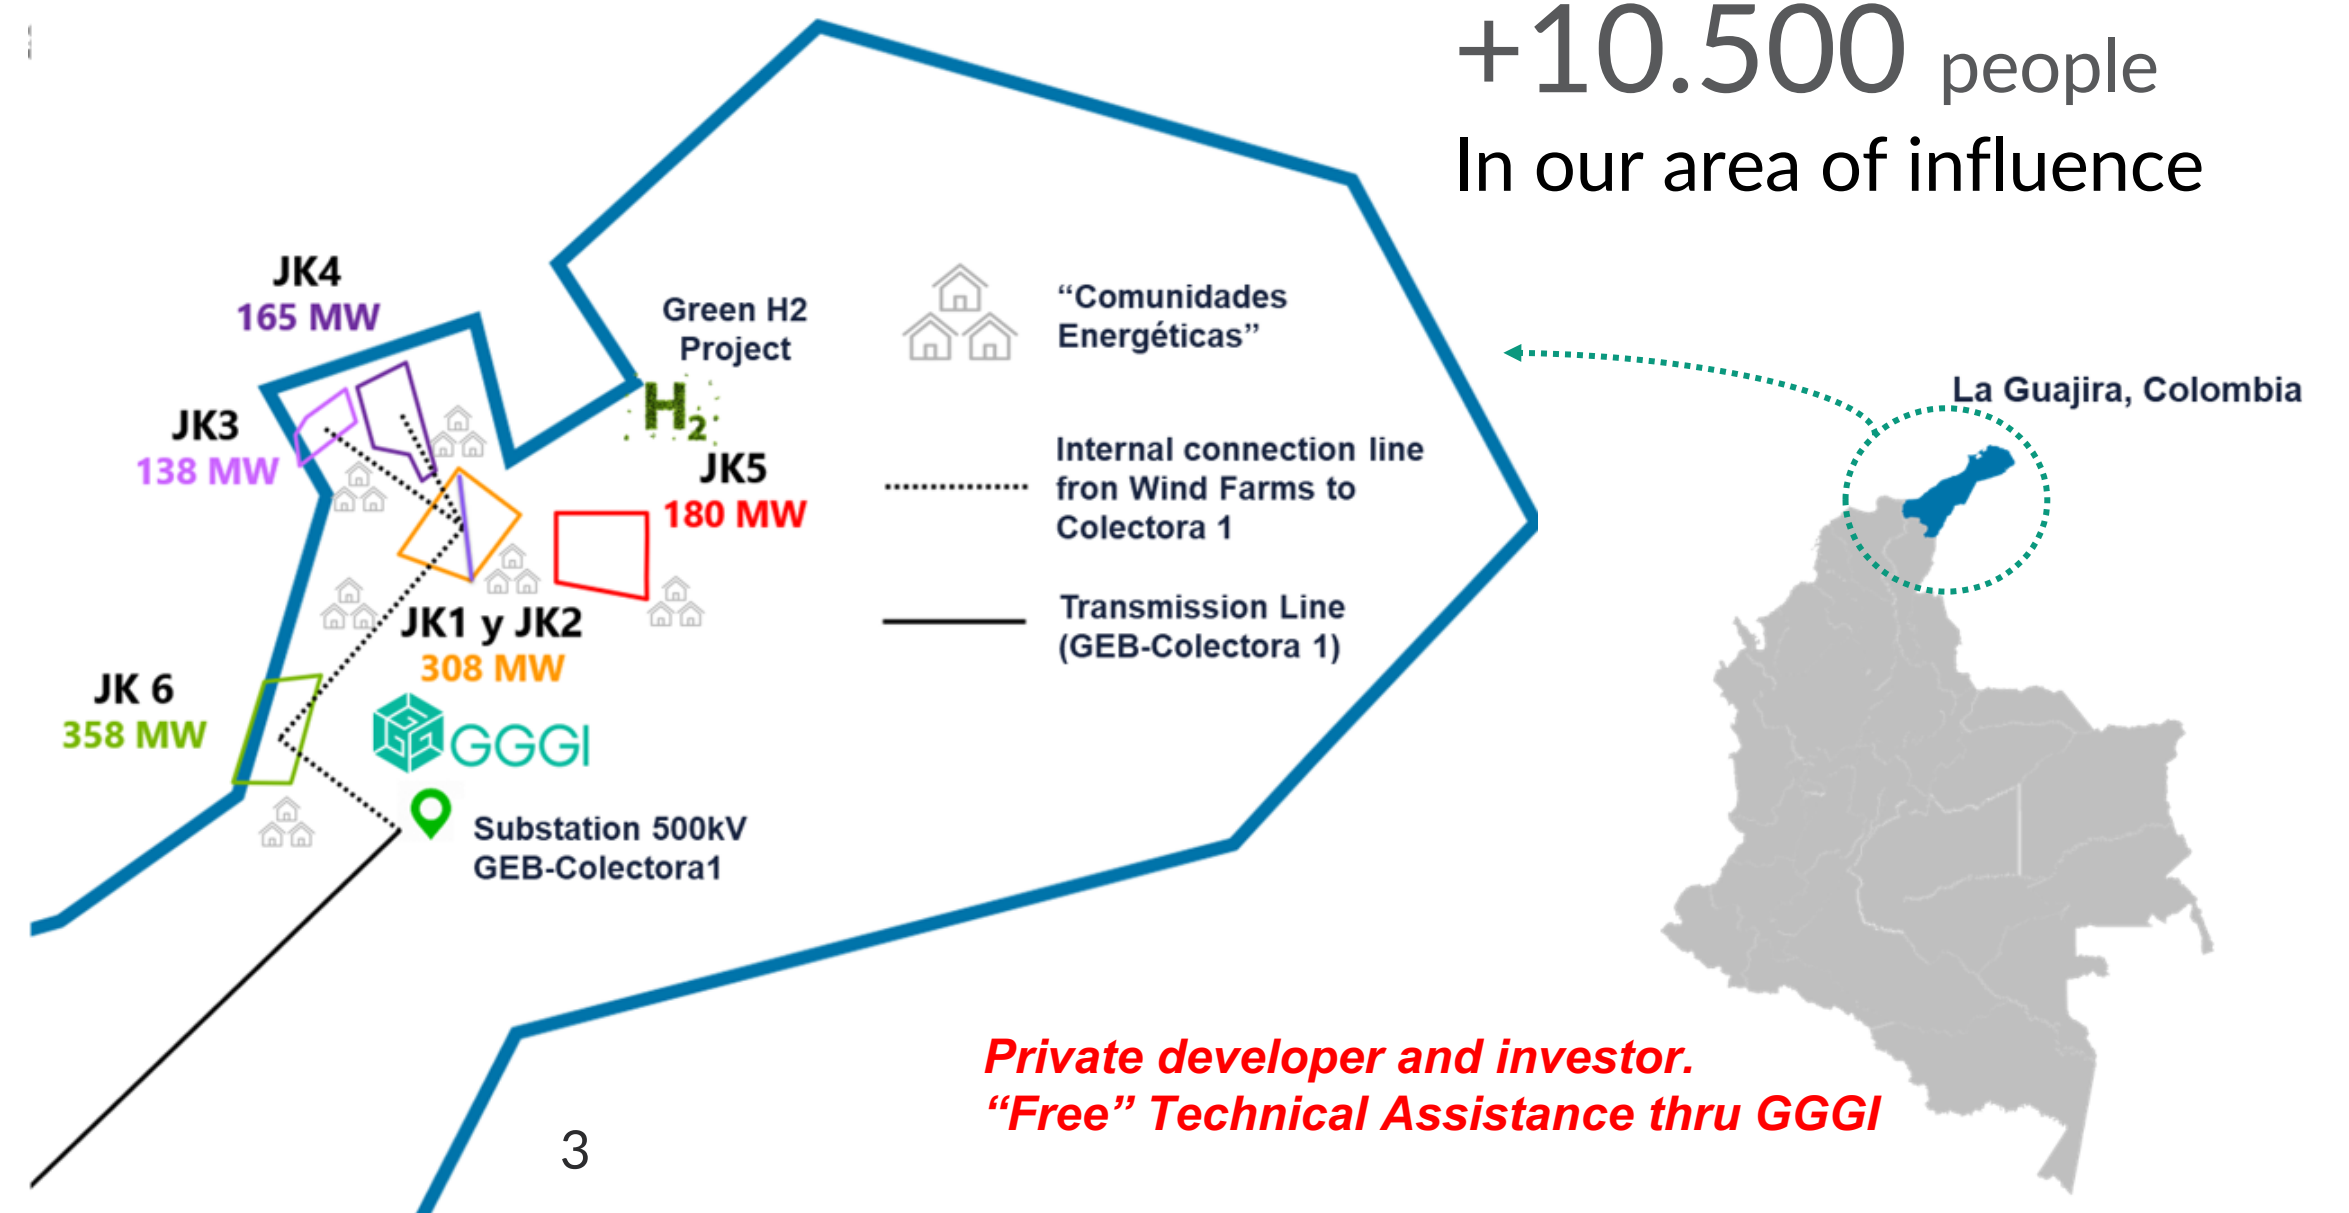 +10.500 people
In our area of influence
JK4
165 MW
Green H2
Project
H2
JK3
138 MW
JK5
180 MW
JK1 y JK2
308 MW
JK 6
358 MW
GGGI
Substation 500kV
GEB-Colectora1
“Comunidades
Energéticas”
Internal connection line
fron Wind Farms to
Colectora 1
Transmission Line
(GEB-Colectora 1)
La Guajira, Colombia
Private developer and investor.
“Free” Technical Assistance thru GGGI
3